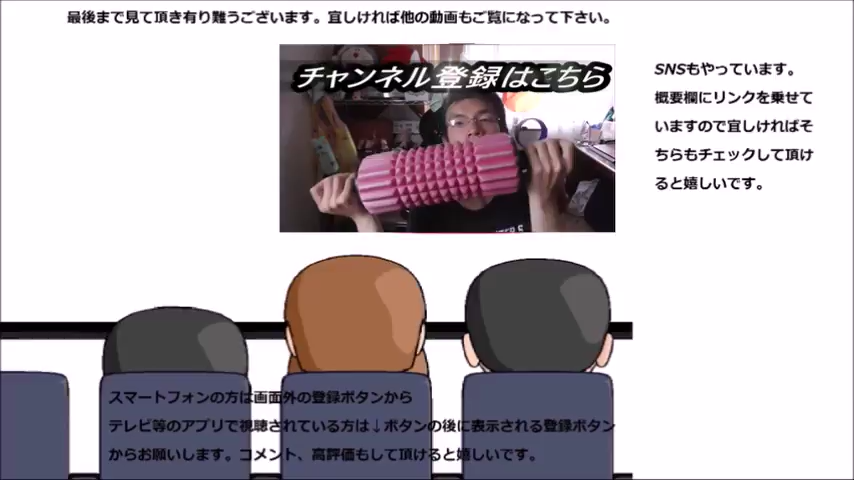 最後まで見て頂き有り難うございます。宜しければ他の動画もご覧になって下さい。
チャンネル登録はこちら
SNSもやっています。
概要欄にリンクを乗せて
いますので宜しければそ
ちらもチェックして頂け
ると嬉しいです。
スマートフォンの方は画面外の登録ボタンから
テレビ等のアプリで視聴されている方は↓ボタンの後に表示される登録ボタン
からお願いします。コメント、高評価もして頂けると嬉しいです。